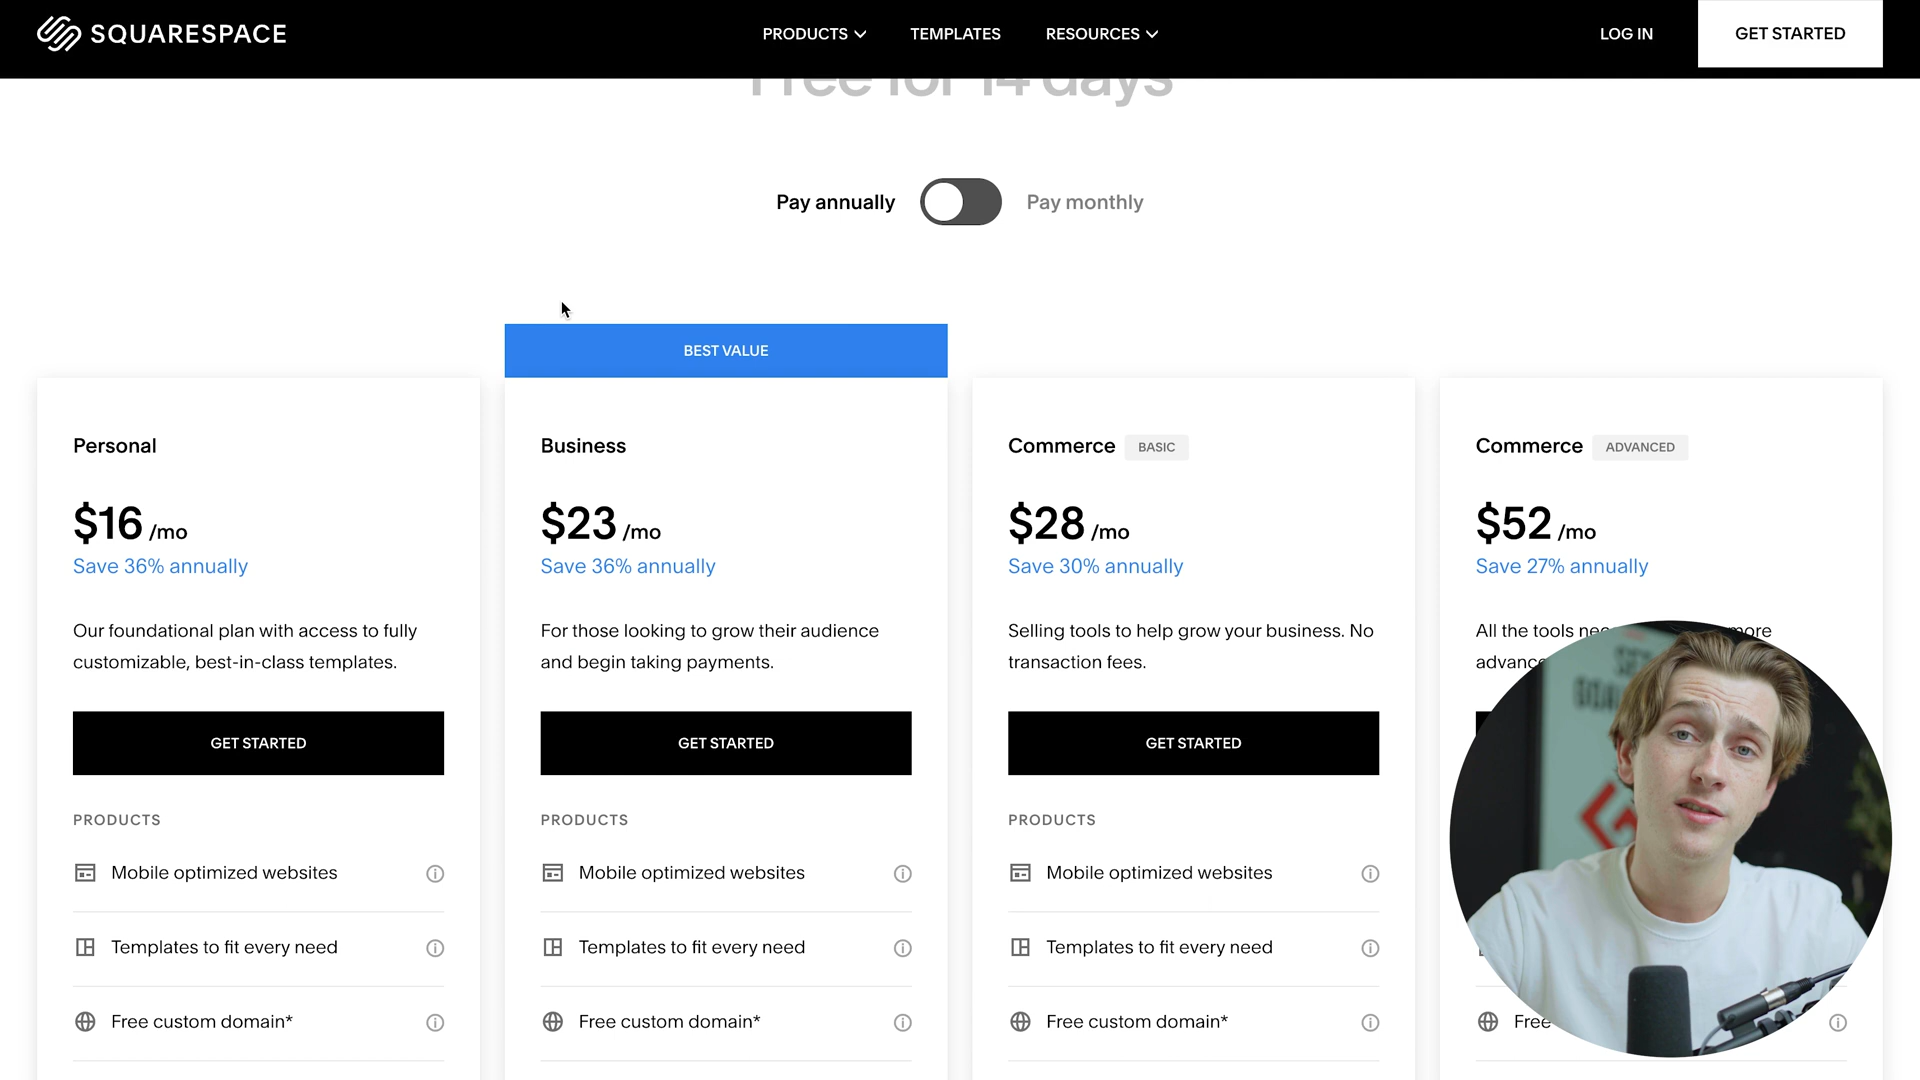 SQUARESPACE
PRODUCTS
TEMPLATES
RESOURCES
LOG IN
GET STARTED
Free for 14 days
Pay annually
Pay monthly
BEST VALUE
Personal
$16 /mo
Save 36% annually
Our foundational plan with access to fully
customizable, best-in-class templates.
GET STARTED
PRODUCTS
Mobile optimized websites
Templates to fit every need
Free custom domain*
Business
$23 /mo
Save 36% annually
For those looking to grow their audience
and begin taking payments.
GET STARTED
PRODUCTS
Mobile optimized websites
Templates to fit every need
Free custom domain*
Commerce BASIC
$28 /mo
Save 30% annually
Selling tools to help grow your business. No
transaction fees.
GET STARTED
PRODUCTS
Mobile optimized websites
Templates to fit every need
Free custom domain*
Commerce ADVANCED
$52 /mo
Save 27% annually
All the tools more
Free